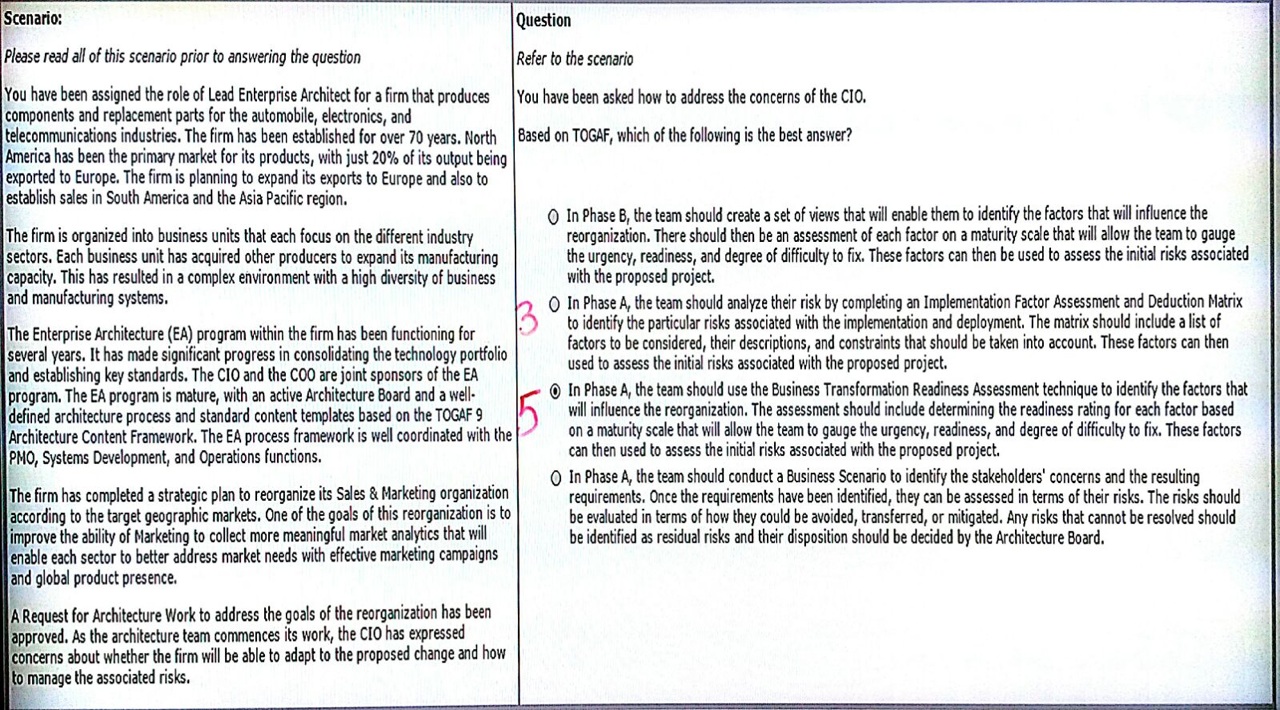 Scenario:
Please read all of this scenario prior to answering the question
You have been assigned the role of Lead Enterprise Architect for a firm that produces
components and replacement parts for the automobile, electronics, and
telecommunications industries. The firm has been established for over 70 years. North
America has been the primary market for its products, with just 20% of its output being
exported to Europe. The firm is planning to expand its exports to Europe and also to
establish sales in South America and the Asia Pacific region.
The firm is organized into business units that each focus on the different industry
sectors. Each business unit has acquired other producers to expand its manufacturing
capacity. This has resulted in a complex environment with a high diversity of business
and manufacturing systems.
The Enterprise Architecture (EA) program within the firm has been functioning for
several years. It has made significant progress in consolidating the technology portfolio
and establishing key standards. The CIO and the COO are joint sponsors of the EA
program. The EA program is mature, with an active Architecture Board and a well-
defined architecture process and standard content templates based on the TOGAF 9
Architecture Content Framework. The EA process framework is well coordinated with the
PMO, Systems Development, and Operations functions.
The firm has completed a strategic plan to reorganize its Sales & Marketing organization
according to the target geographic markets. One of the goals of this reorganization is to
improve the ability of Marketing to collect more meaningful market analytics that will
enable each sector to better address market needs with effective marketing campaigns
and global product presence.
A Request for Architecture Work to address the goals of the reorganization has been
approved. As the architecture team commences its work, the CIO has expressed
concerns about whether the firm will be able to adapt to the proposed change and how
to manage the associated risks.
Question
Refer to the scenario
You have been asked how to address the concerns of the CIO.
Based on TOGAF, which of the following is the best answer?
In Phase B, the team should create a set of views that will enable them to identify the factors that will influence the
reorganization. There should then be an assessment of each factor on a maturity scale that will allow the team to gauge
the urgency, readiness, and degree of difficulty to fix. These factors can then be used to assess the initial risks associated
with the proposed project.
3
In Phase A, the team should analyze their risk by completing an Implementation Factor Assessment and Deduction Matrix
to identify the particular risks associated with the implementation and deployment. The matrix should include a list of
factors to be considered, their descriptions, and constraints that should be taken into account. These factors can then
used to assess the initial risks associated with the proposed project.
5
In Phase A, the team should use the Business Transformation Readiness Assessment technique to identify the factors that
will influence the reorganization. The assessment should include determining the readiness rating for each factor based
on a maturity scale that will allow the team to gauge the urgency, readiness, and degree of difficulty to fix. These factors
can then used to assess the initial risks associated with the proposed project.
In Phase A, the team should conduct a Business Scenario to identify the stakeholders' concerns and the resulting
requirements. Once the requirements have been identified, they can be assessed in terms of their risks. The risks should
be evaluated in terms of how they could be avoided, transferred, or mitigated. Any risks that cannot be resolved should
be identified as residual risks and their disposition should be decided by the Architecture Board.